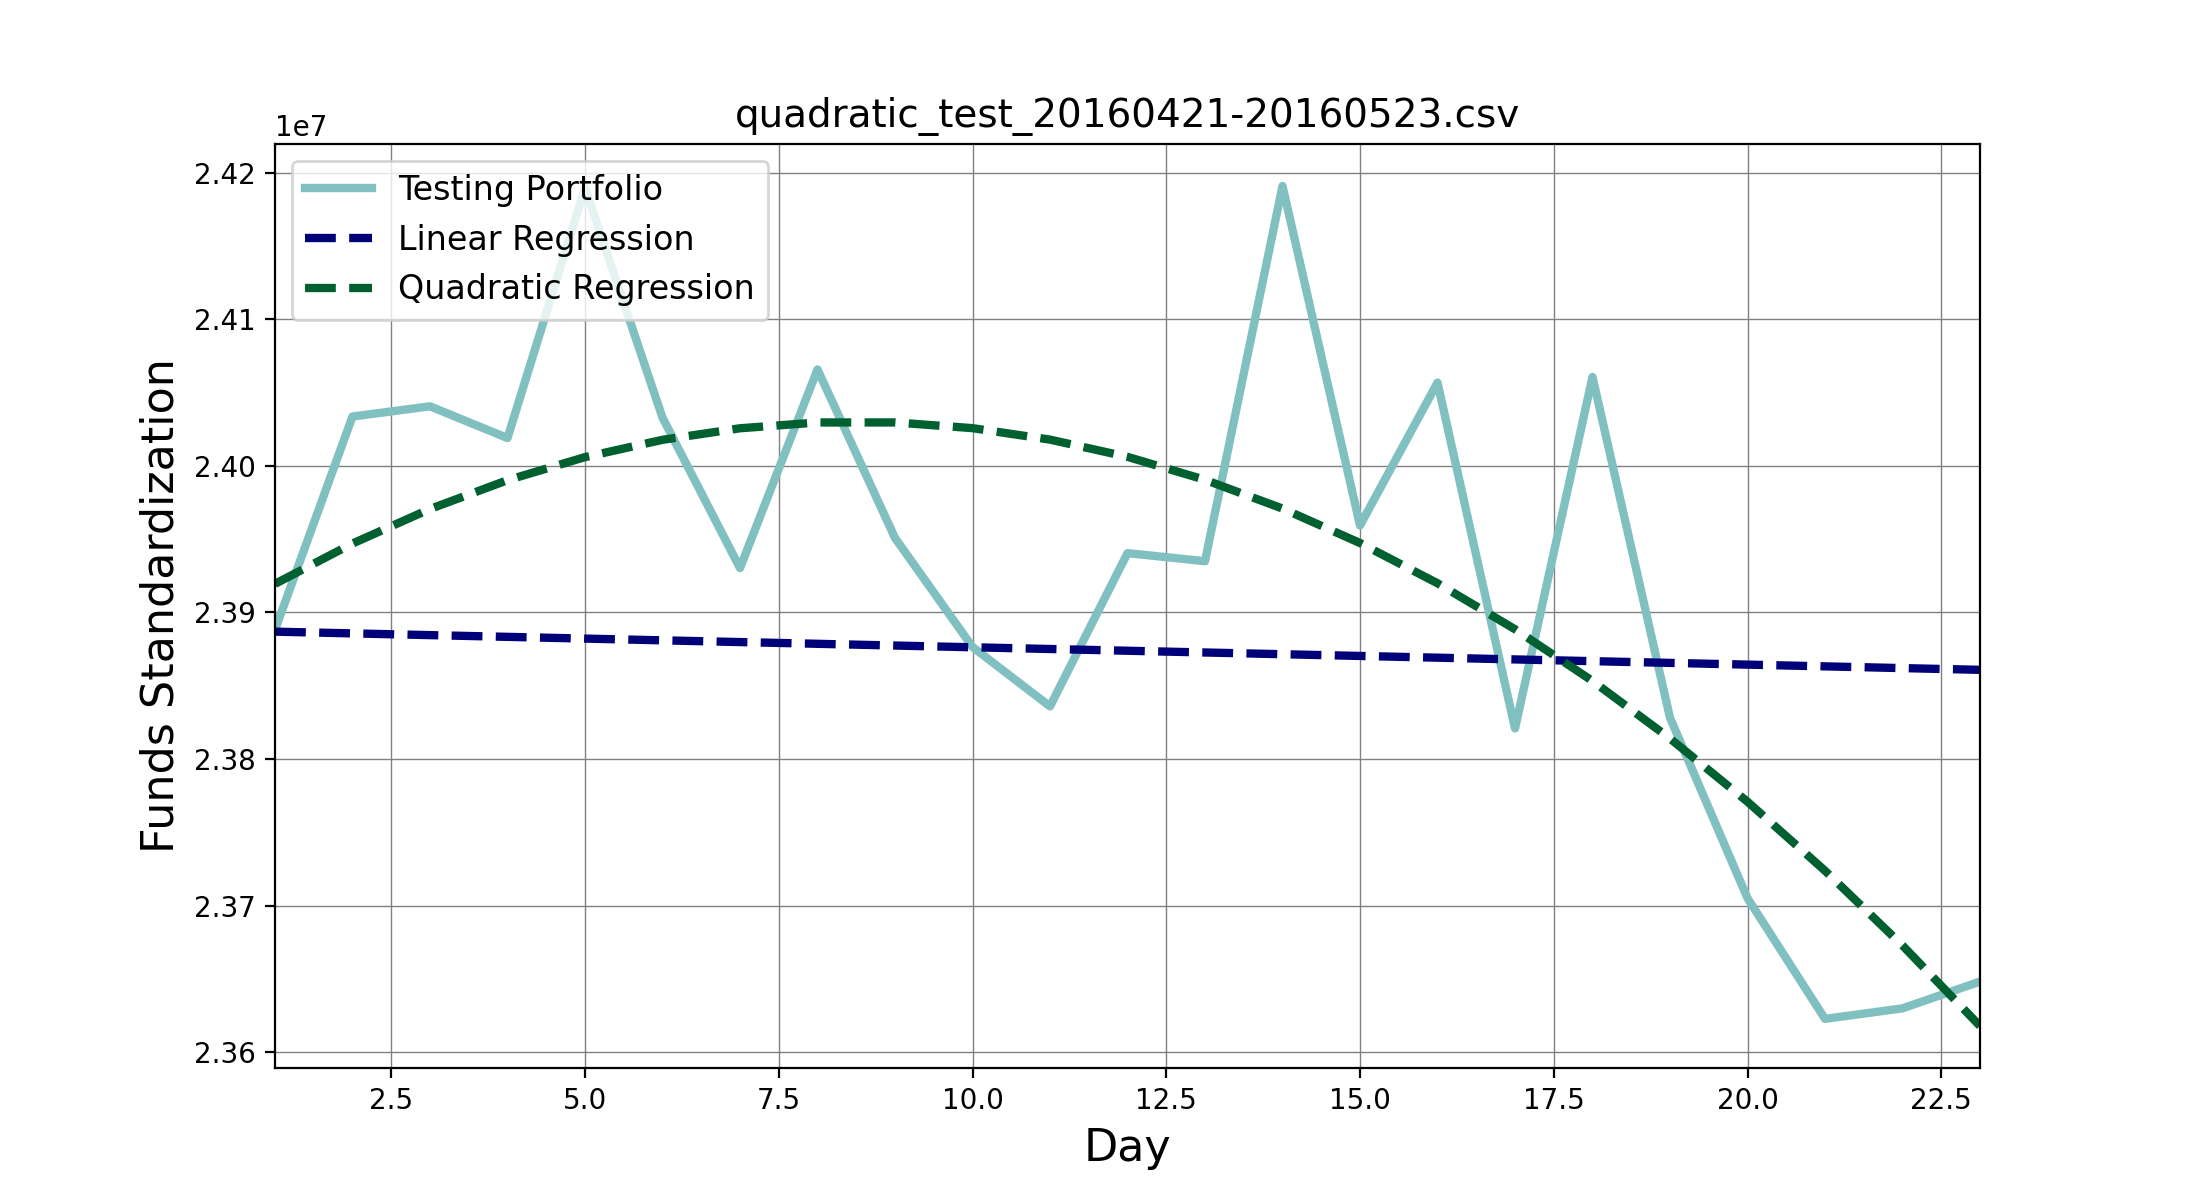 quadratic_test_20160421-20160523.csv
1e7
Testing Portfolio
Linear Regression
Quadratic Regression
Funds Standardization
2.42
2.41
2.40
2.39
2.38
2.37
2.36
2.5 5.0 7.5 10.0 12.5 15.0 17.5 20.0 22.5
Day